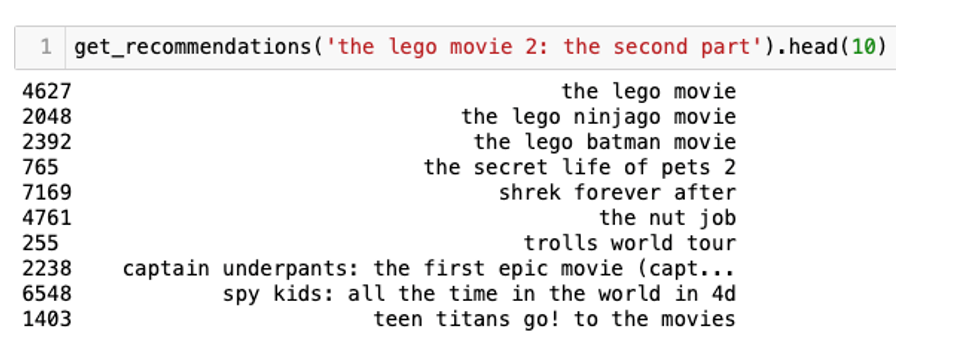 1 get_recommendations('the lego movie 2: the second part').head(10)
4627 the lego movie
2048 the lego ninjago movie
2392 the lego batman movie
765 the secret life of pets 2
7169 shrek forever after
4761 the nut job
255 trolls world tour
2238 captain underpants: the first epic movie (capt...
6548 spy kids: all the time in the world in 4d
1403 teen titans go! to the movies